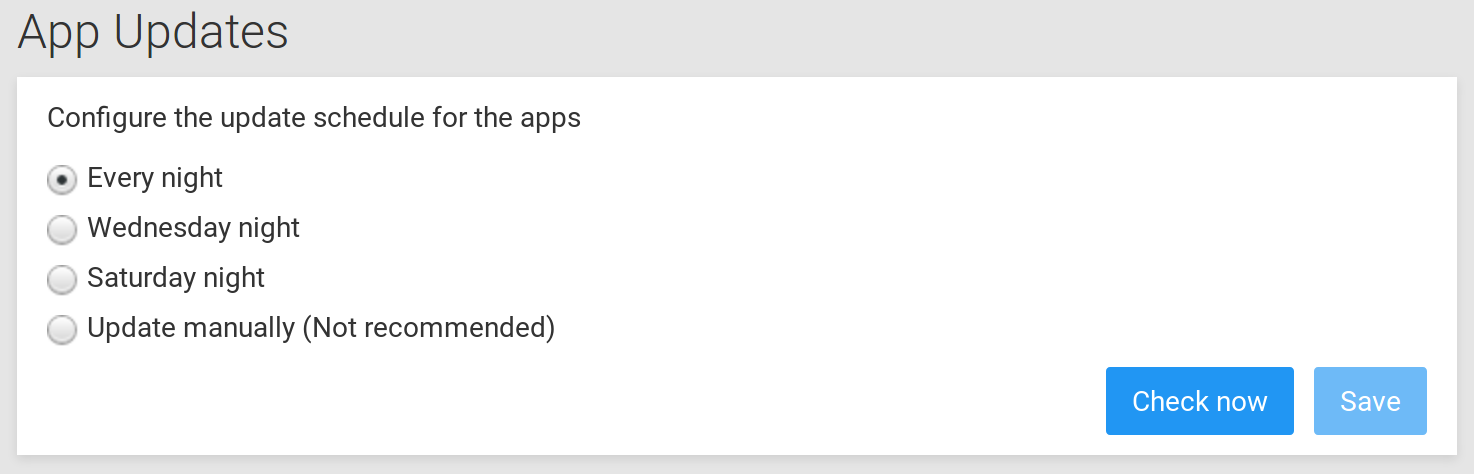 App Updates
Configure the update schedule for the apps
Every night
Wednesday night
Saturday night
Update manually (Not recommended)
Check now Save